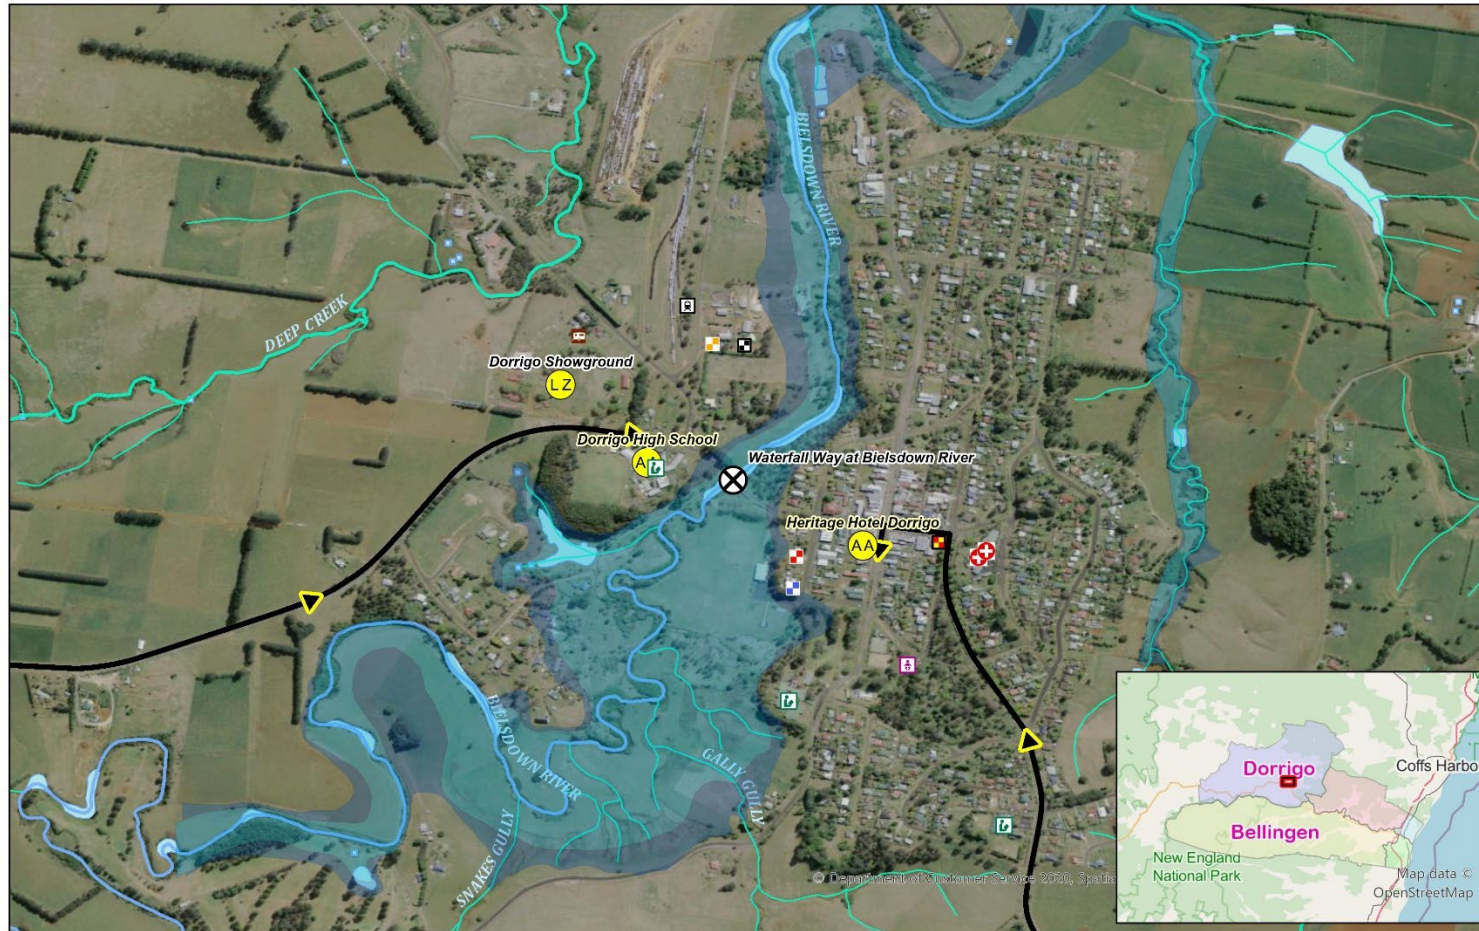 BIELSDOWN RIVER
DEEP CREEK
Dorrigo Showground
LZ
Dorrigo High School
Waterfall Way at Bielsdown River
Heritage Hotel Dorrigo
AA
BIELSDOWN RIVER
GALLY GULLY
SNAKES GULLY
© Department of Customer Service 2020, Spatia
Dorrigo
Coffs Harbo
Bellingen
New England
National Park
Map data ©
OpenStreetMap